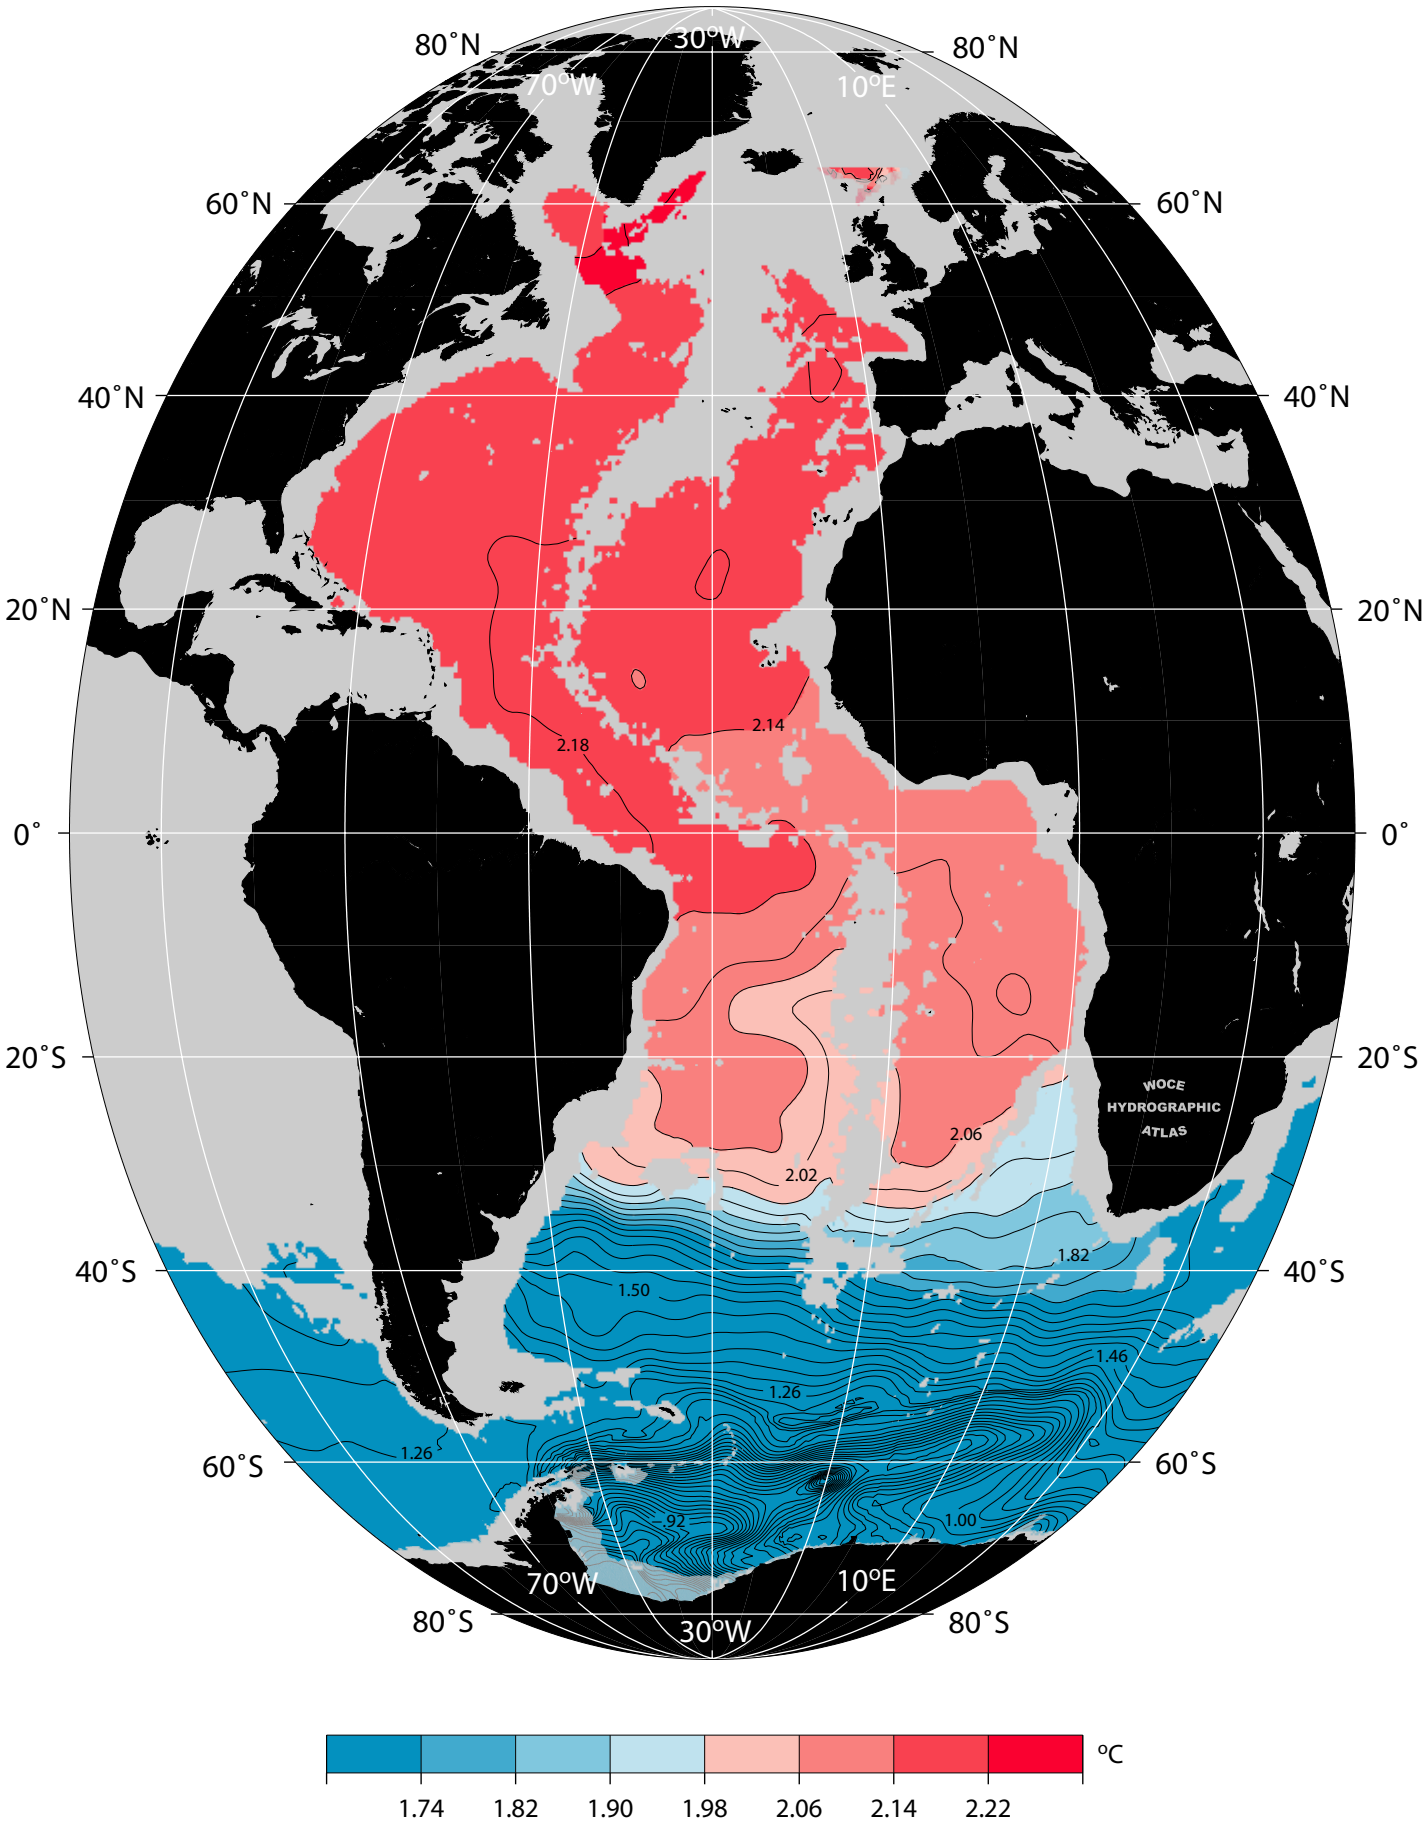 30°W
80˚N 80˚N
70°W 10°E
60˚N 60˚N
40˚N 40˚N
20˚N 20˚N
2.14
2.18
0˚ 0˚
20˚S 20˚S
WOCE
HYDROGRAPHIC
ATLAS
2.06
2.02
1.82
40˚S 40˚S
1.50
1.46
1.26
1.26
60˚S 60˚S
-.92 1.00
70°W 10°E
80˚S 80˚S
30°W
°C
1.74 1.82 1.90 1.98 2.06 2.14 2.22